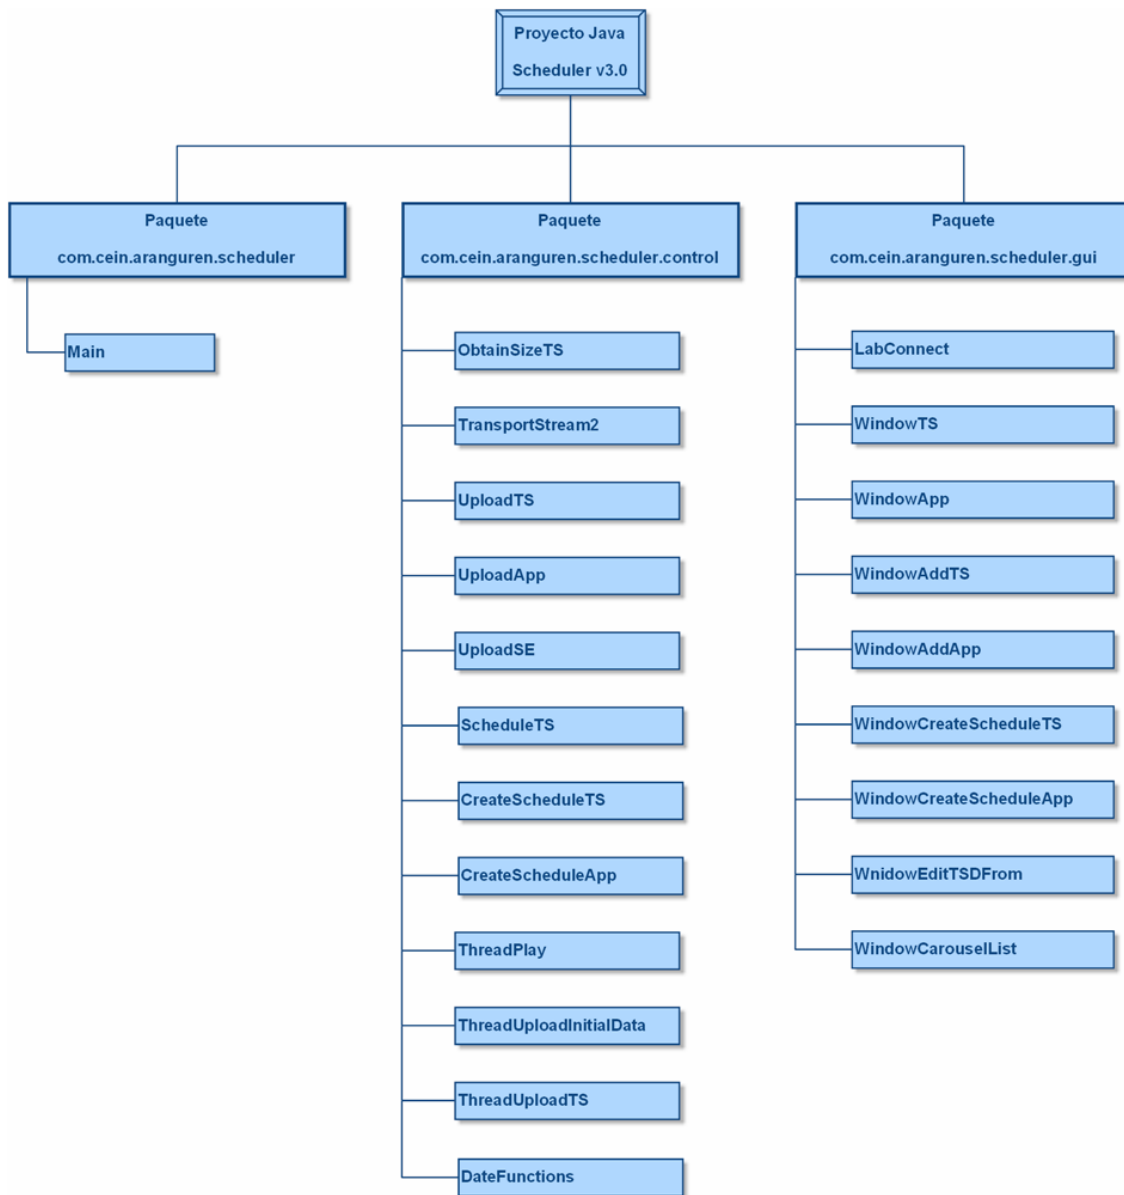 Proyecto Java
Scheduler v3.0
Paquete
com.cein.aranguren.scheduler
Main
Paquete
com.cein.aranguren.scheduler.control
ObtainSizeTS
TransportStream2
UploadTS
UploadApp
UploadSE
ScheduleTS
CreateScheduleTS
CreateScheduleApp
ThreadPlay
ThreadUploadInitialData
ThreadUploadTS
DateFunctions
Paquete
com.cein.aranguren.scheduler.gui
LabConnect
WindowTS
WindowApp
WindowAddTS
WindowAddApp
WindowCreateScheduleTS
WindowCreateScheduleApp
WnidowEditTSDFrom
WindowCarouselList